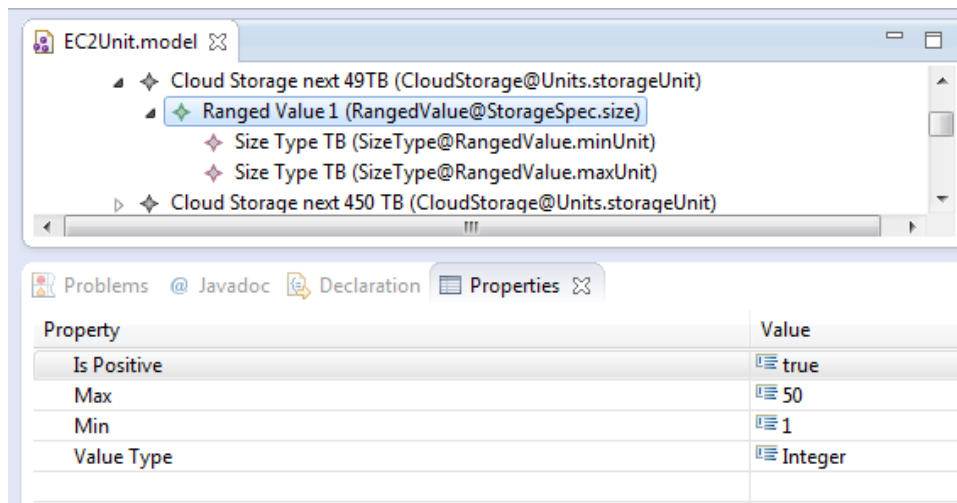 EC2Unit.model
Cloud Storage next 49TB (CloudStorage@Units.storageUnit)
Ranged Value 1 (RangedValue@StorageSpec.size)
Size Type TB (SizeType@RangedValue.minUnit)
Size Type TB (SizeType@RangedValue.maxUnit)
Cloud Storage next 450 TB (CloudStorage@Units.storageUnit)
Problems @ Javadoc Declaration Properties
Property Value
Is Positive true
Max 50
Min 1
Value Type Integer